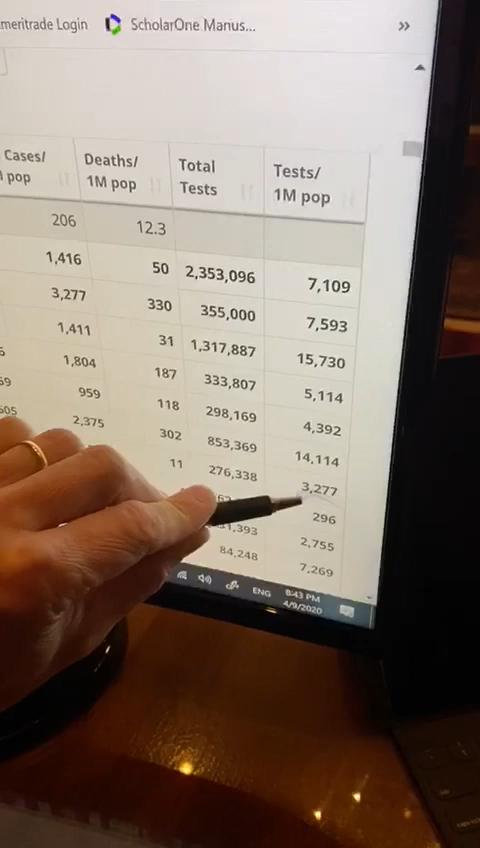 meritrade Login ScholarOne Manus... »
Cases/ Deaths/ Total Tests/
pop 1M pop Tests 1M pop
206 12.3
1,416 50 2,353,096 7,109
3,277 330 355,000 7,593
1,411 31 1,317,887 15,730
1,804 187 333,807 5,114
959 118 298,169 4,392
2,375 302 853,369 14,114
11 276,338 3,277
296
2,755
84,248 7,269
ENG 8:43 PM
4/9/2020